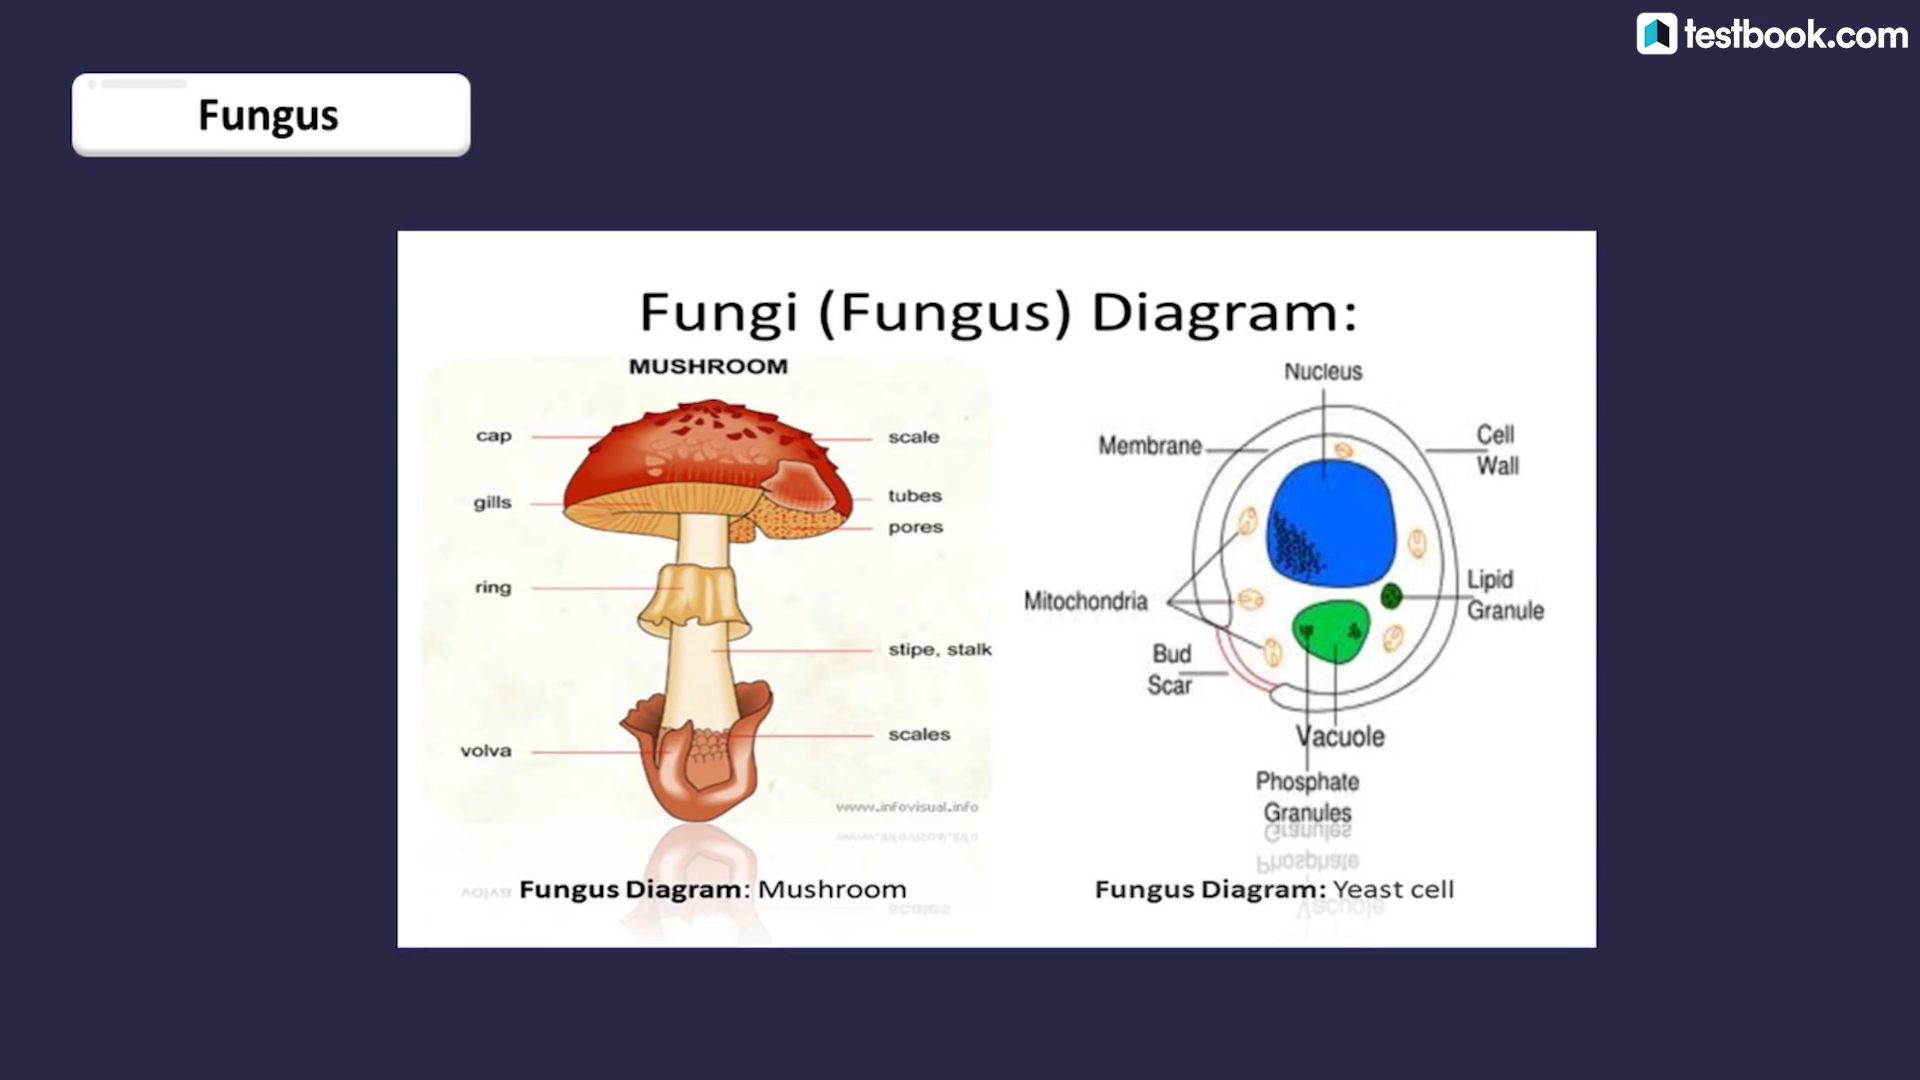 testbook.com
Fungus
Fungi (Fungus) Diagram:
MUSHROOM
cap
gills
ring
volva
scale
tubes
pores
stipe, stalk
scales
www.infovisual.info
Fungus Diagram: Mushroom
Nucleus
Membrane
Cell
Wall
Mitochondria
Lipid
Granule
Bud
Scar
Vacuole
Phosphate
Granules
Fungus Diagram: Yeast cell